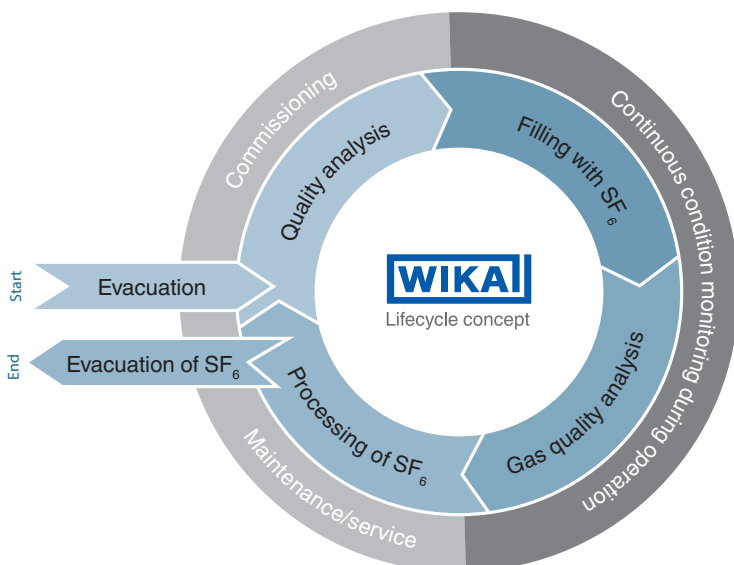 Commissioning
Continuous condition monitoring during operation
Quality analysis
Filling with SF₆
Start
Evacuation
WIKAI
Lifecycle concept
End
Evacuation of SF₆
Processing of SF₆
Gas quality analysis
Maintenance/service